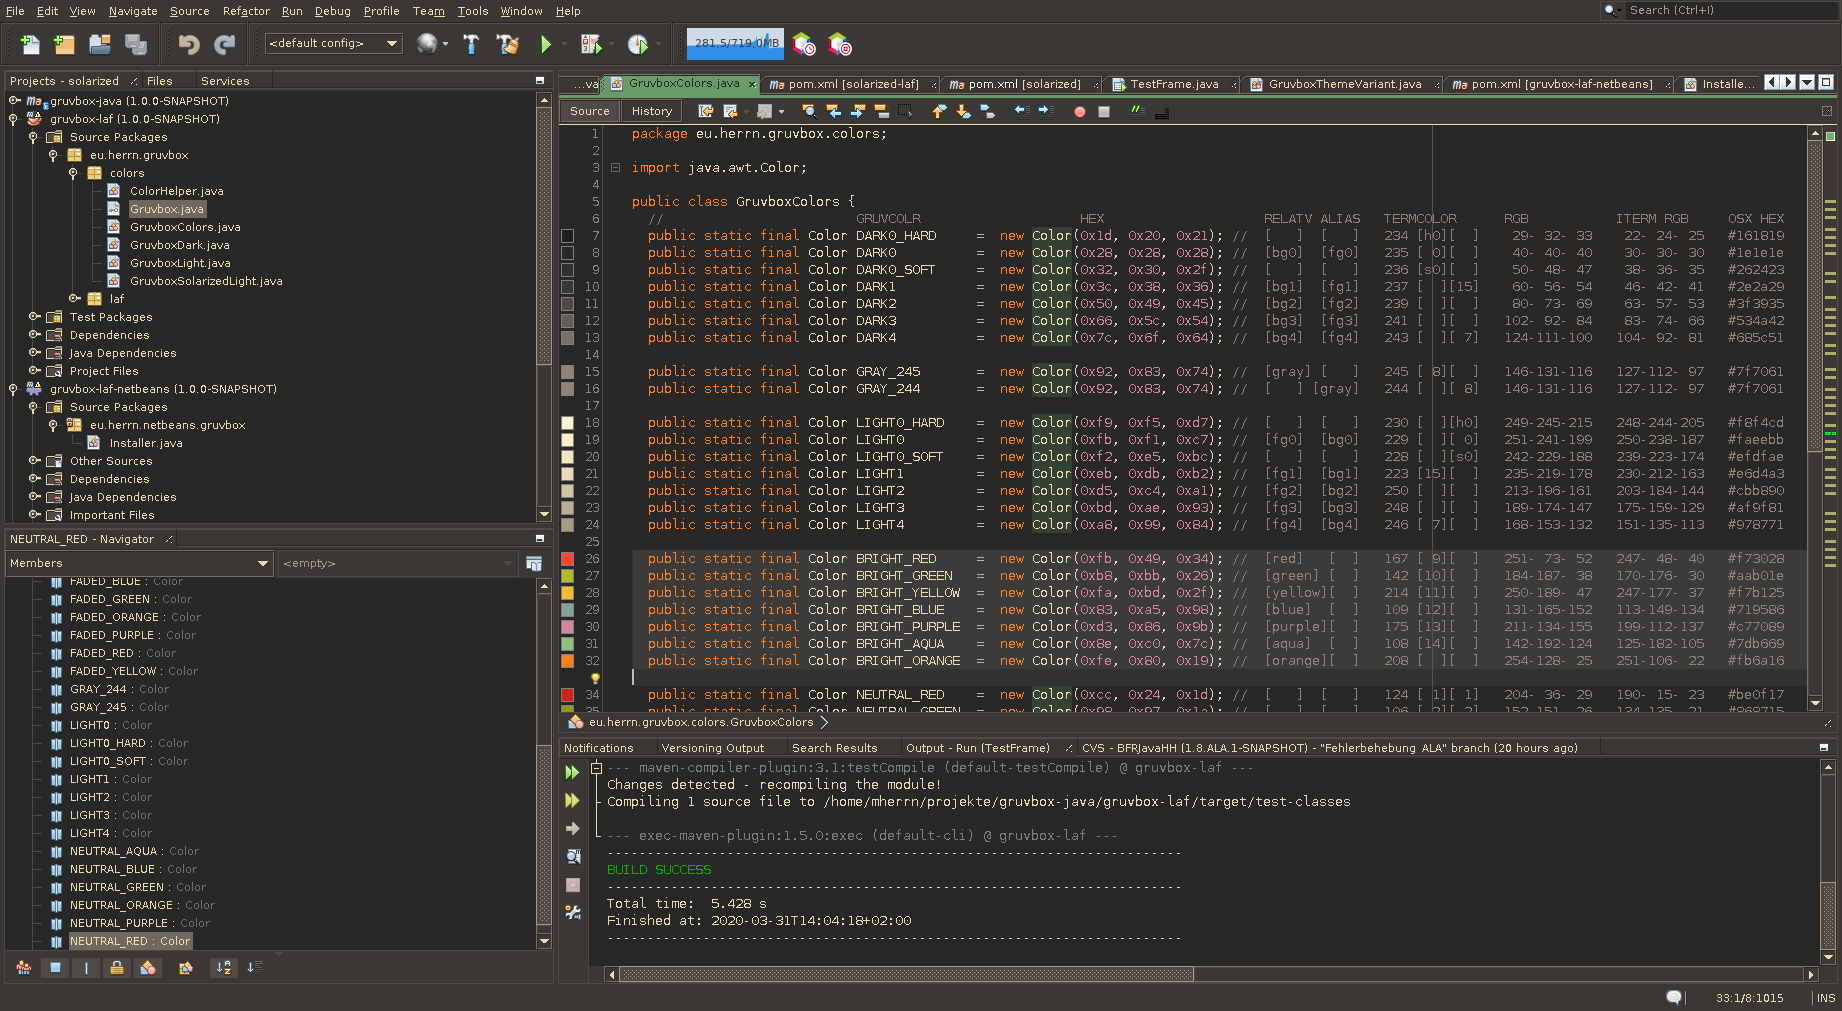 File Edit View Navigate Source Refactor Run Debug Profile Team Tools Window Help
Search (Ctrl+I)
<default config>
281,5/719,0MB
Projects - solarized Files Services
gruvbox-java (1.0.0-SNAPSHOT)
gruvbox-laf (1.0.0-SNAPSHOT)
Source Packages
eu.herrn.gruvbox
colors
ColorHelper.java
Gruvbox.java
GruvboxColors.java
GruvboxDark.java
GruvboxLight.java
GruvboxSolarizedLight.java
laf
Test Packages
Dependencies
Java Dependencies
Project Files
gruvbox-laf-netbeans (1.0.0-SNAPSHOT)
Source Packages
eu.herrn.netbeans.gruvbox
Installer.java
Other Sources
Dependencies
Java Dependencies
Important Files
NEUTRAL_RED - Navigator
Members
<empty>
FADED_BLUE : Color
FADED_GREEN : Color
FADED_ORANGE : Color
FADED_PURPLE : Color
FADED_RED : Color
FADED_YELLOW : Color
GRAY_244 : Color
GRAY_245 : Color
LIGHT0 : Color
LIGHT0_HARD : Color
LIGHT0_SOFT : Color
LIGHT1 : Color
LIGHT2 : Color
LIGHT3 : Color
LIGHT4 : Color
NEUTRAL_AQUA : Color
NEUTRAL_BLUE : Color
NEUTRAL_GREEN : Color
NEUTRAL_ORANGE : Color
NEUTRAL_PURPLE : Color
NEUTRAL_RED : Color
...va GruvboxColors.java pom.xml [solarized-laf] pom.xml [solarized] TestFrame.java GruvboxThemeVariant.java pom.xml [gruvbox-laf-netbeans] Installe...
Source History
1 package eu.herrn.gruvbox.colors;
2
3 import java.awt.Color;
4
5 public class GruvboxColors {
6 // GRUVCOLR HEX RELATV ALIAS TERMCOLOR RGB ITERM RGB OSX HEX
7 public static final Color DARK0_HARD = new Color(0x1d, 0x20, 0x21); // [ ] [ ] 234 [h0][ ] 29- 32- 33 22- 24- 25 #161819
8 public static final Color DARK0 = new Color(0x28, 0x28, 0x28); // [bg0] [fg0] 235 [ 0][ ] 40- 40- 40 30- 30- 30 #1e1e1e
9 public static final Color DARK0_SOFT = new Color(0x32, 0x30, 0x2f); // [ ] [ ] 236 [s0][ ] 50- 48- 47 38- 36- 35 #262423
10 public static final Color DARK1 = new Color(0x3c, 0x38, 0x36); // [bg1] [fg1] 237 [ ][15] 60- 56- 54 46- 42- 41 #2e2a29
11 public static final Color DARK2 = new Color(0x50, 0x49, 0x45); // [bg2] [fg2] 239 [ ][ ] 80- 73- 69 63- 57- 53 #3f3935
12 public static final Color DARK3 = new Color(0x66, 0x5c, 0x54); // [bg3] [fg3] 241 [ ][ ] 102- 92- 84 83- 74- 66 #534a42
13 public static final Color DARK4 = new Color(0x7c, 0x6f, 0x64); // [bg4] [fg4] 243 [ ][ 7] 124-111-100 104- 92- 81 #685c51
14
15 public static final Color GRAY_245 = new Color(0x92, 0x83, 0x74); // [gray] [ ] 245 [ 8][ ] 146-131-116 127-112- 97 #7f7061
16 public static final Color GRAY_244 = new Color(0x92, 0x83, 0x74); // [ ] [gray] 244 [ ][ 8] 146-131-116 127-112- 97 #7f7061
17
18 public static final Color LIGHT0_HARD = new Color(0xf9, 0xf5, 0xd7); // [ ] [ ] 230 [ ][h0] 249-245-215 248-244-205 #f8f4cd
19 public static final Color LIGHT0 = new Color(0xfb, 0xf1, 0xc7); // [fg0] [bg0] 229 [ ][ 0] 251-241-199 250-238-187 #faeebb
20 public static final Color LIGHT0_SOFT = new Color(0xf2, 0xe5, 0xbc); // [ ] [ ] 228 [ ][s0] 242-229-188 239-223-174 #efdfae
21 public static final Color LIGHT1 = new Color(0xeb, 0xdb, 0xb2); // [fg1] [bg1] 223 [15][ ] 235-219-178 230-212-163 #e6d4a3
22 public static final Color LIGHT2 = new Color(0xd5, 0xc4, 0xa1); // [fg2] [bg2] 250 [ ][ ] 213-196-161 203-184-144 #cbb890
23 public static final Color LIGHT3 = new Color(0xbd, 0xae, 0x93); // [fg3] [bg3] 248 [ ][ ] 189-174-147 175-159-129 #af9f81
24 public static final Color LIGHT4 = new Color(0xa8, 0x99, 0x84); // [fg4] [bg4] 246 [ 7][ ] 168-153-132 151-135-113 #978771
25
26 public static final Color BRIGHT_RED = new Color(0xfb, 0x49, 0x34); // [red] [ ] 167 [ 9][ ] 251- 73- 52 247- 48- 40 #f73028
27 public static final Color BRIGHT_GREEN = new Color(0xb8, 0xbb, 0x26); // [green] [ ] 142 [10][ ] 184-187- 38 170-176- 30 #aab01e
28 public static final Color BRIGHT_YELLOW = new Color(0xfa, 0xbd, 0x2f); // [yellow][ ] 214 [11][ ] 250-189- 47 247-177- 37 #f7b125
29 public static final Color BRIGHT_BLUE = new Color(0x83, 0xa5, 0x98); // [blue] [ ] 109 [12][ ] 131-165-152 113-149-134 #719586
30 public static final Color BRIGHT_PURPLE = new Color(0xd3, 0x86, 0x9b); // [purple][ ] 175 [13][ ] 211-134-155 199-112-137 #c77089
31 public static final Color BRIGHT_AQUA = new Color(0x8e, 0xc0, 0x7c); // [aqua] [ ] 108 [14][ ] 142-192-124 125-182-105 #7db669
32 public static final Color BRIGHT_ORANGE = new Color(0xfe, 0x80, 0x19); // [orange][ ] 208 [ ][ ] 254-128- 25 251-106- 22 #fb6a16
34 public static final Color NEUTRAL_RED = new Color(0xcc, 0x24, 0x1d); // [ ] [ ] 124 [ 1][ 1] 204- 36- 29 190- 15- 23 #be0f17
35 public static final Color NEUTRAL_GREEN = new Color(0x98, 0x97, 0x1a); // [ ] [ ] 106 [ 2][ 2] 152-151- 26 134-135- 21 #868715
eu.herrn.gruvbox.colors.GruvboxColors
Notifications Versioning Output Search Results Output - Run (TestFrame) CVS - BFRJavaHH (1.8.ALA.1-SNAPSHOT) - "Fehlerbehebung_ALA" branch (20 hours ago)
--- maven-compiler-plugin:3.1:testCompile (default-testCompile) @ gruvbox-laf ---
Changes detected - recompiling the module!
Compiling 1 source file to /home/mherrn/projekte/gruvbox-java/gruvbox-laf/target/test-classes
--- exec-maven-plugin:1.5.0:exec (default-cli) @ gruvbox-laf ---
------------------------------------------------------------------------
BUILD SUCCESS
------------------------------------------------------------------------
Total time: 5.428 s
Finished at: 2020-03-31T14:04:18+02:00
------------------------------------------------------------------------
33:1/8:1015 INS